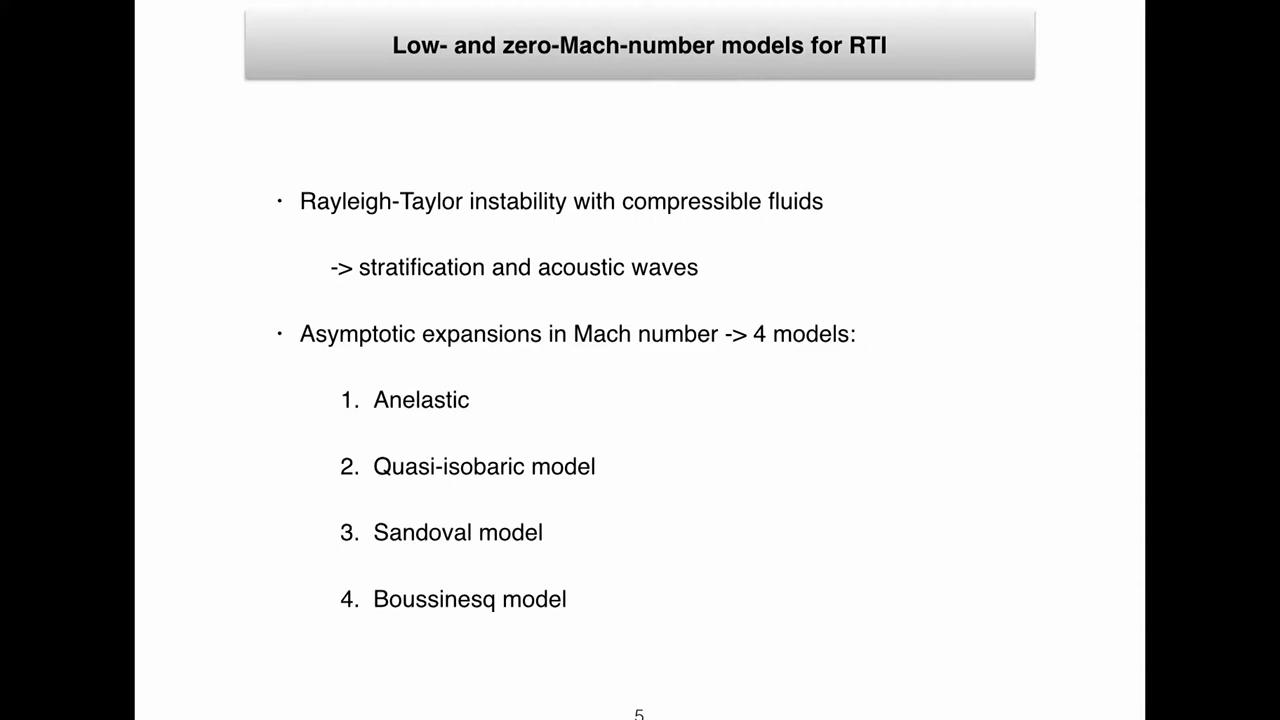 Low- and zero-Mach-number models for RTI
· Rayleigh-Taylor instability with compressible fluids
-> stratification and acoustic waves
· Asymptotic expansions in Mach number -> 4 models:
1. Anelastic
2. Quasi-isobaric model
3. Sandoval model
4. Boussinesq model
5